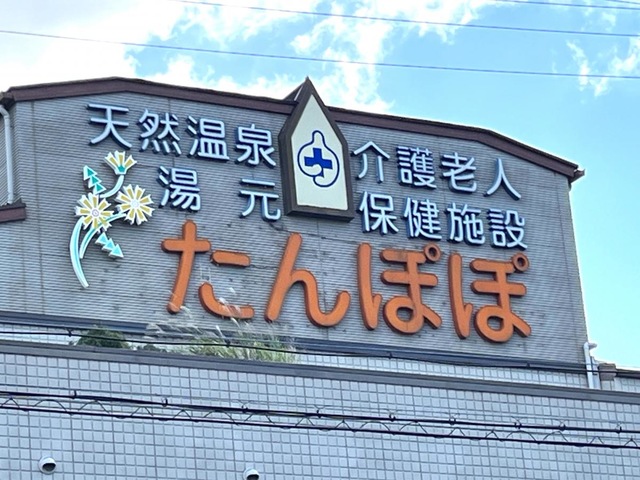 天然温泉
湯元
介護老人
保健施設
たんぽぽ